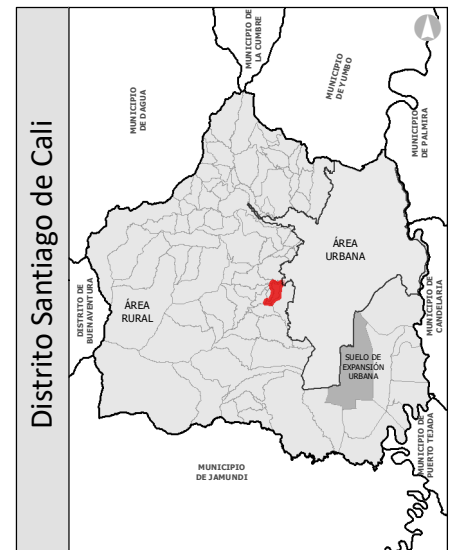 Distrito Santiago de Cali
MUNICIPIO
DE LA CUMBRE
MUNICIPIO
DE YUMBO
MUNICIPIO
DE DAGUA
MUNICIPIO
DE PALMIRA
ÁREA
URBANA
DISTRITO DE
BUENAVENTURA
ÁREA
RURAL
MUNICIPIO DE
CANDELARIA
SUELO DE
EXPANSIÓN
URBANA
MUNICIPIO DE
PUERTO TEJADA
MUNICIPIO
DE JAMUNDI